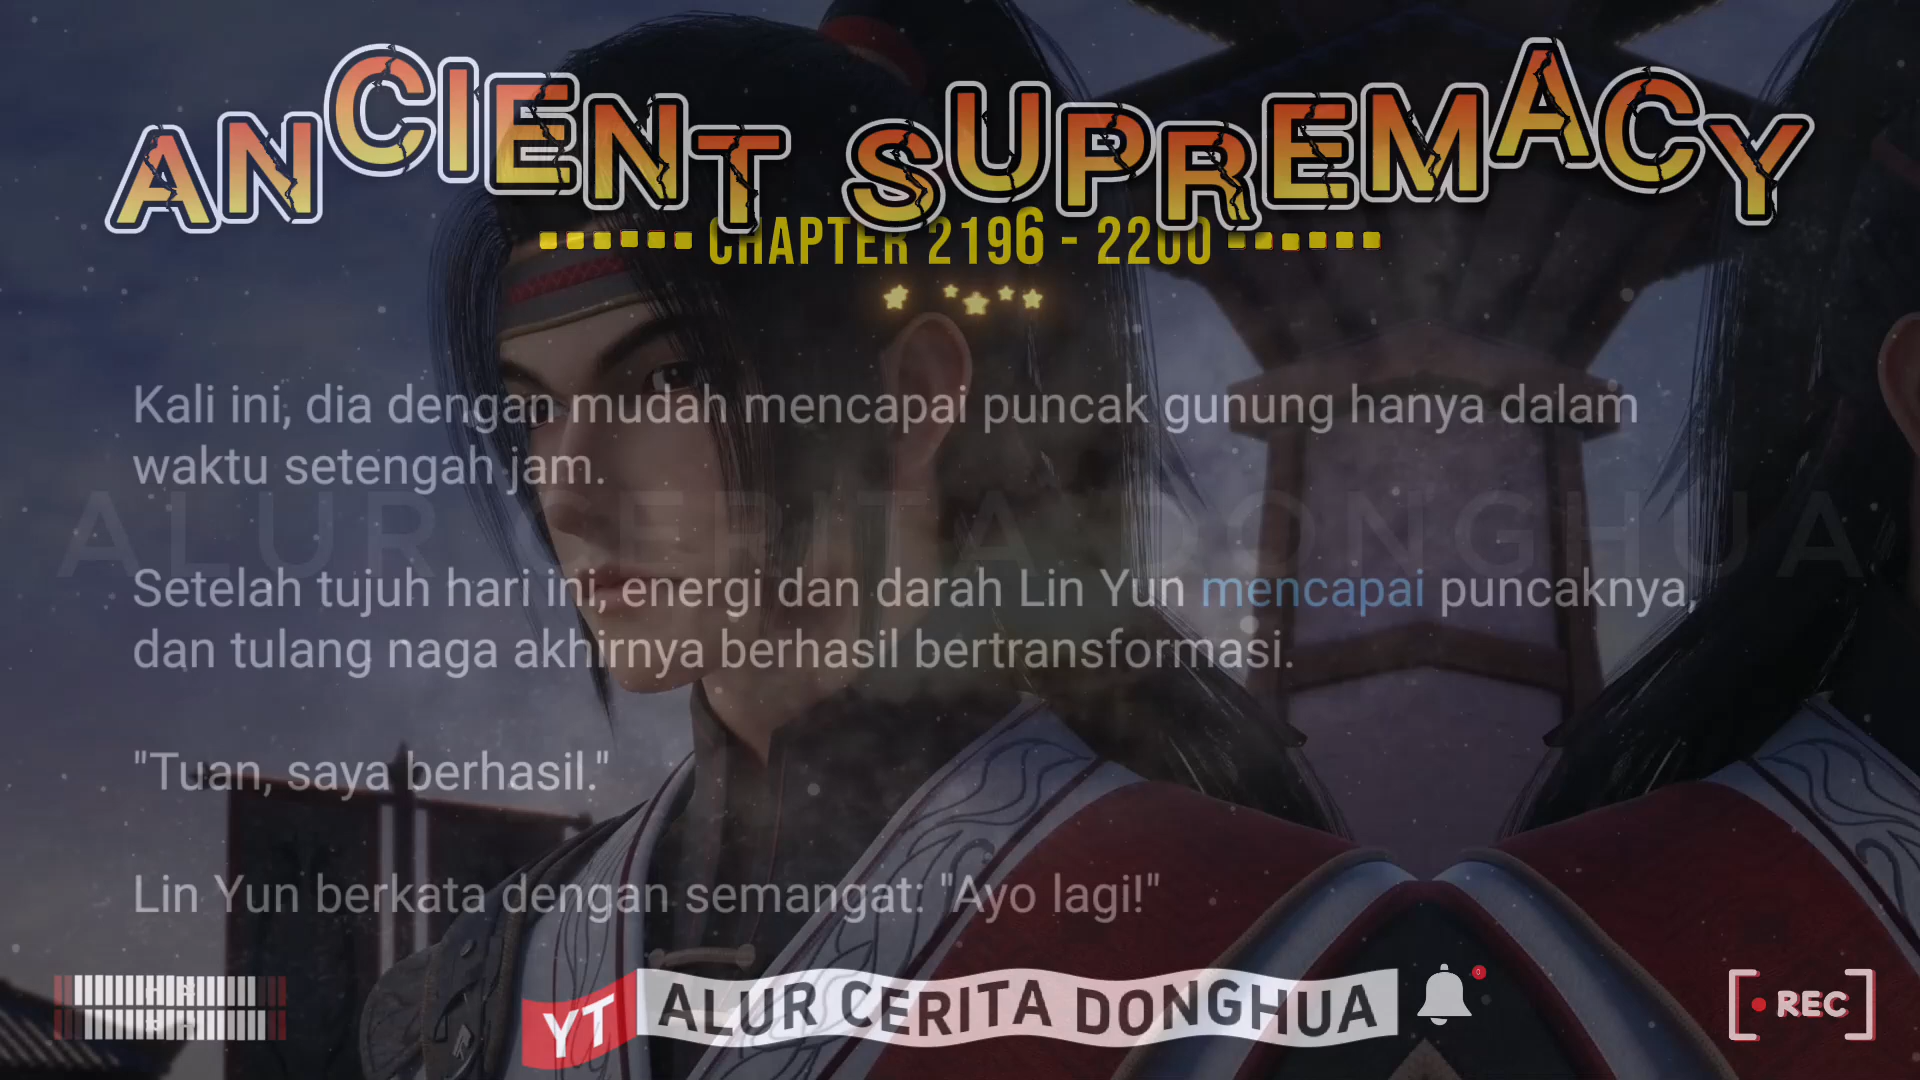 ANCIENT SUPREMACY
CHAPTER 2196 - 2200
Kali ini, dia dengan mudah mencapai puncak gunung hanya dalam
waktu setengah jam.
ALUR CERITA DONGHUA
Setelah tujuh hari ini, energi dan darah Lin Yun mencapai puncaknya,
dan tulang naga akhirnya berhasil bertransformasi.
"Tuan, saya berhasil."
Lin Yun berkata dengan semangat: "Ayo lagi!"
YT ALUR CERITA DONGHUA
REC